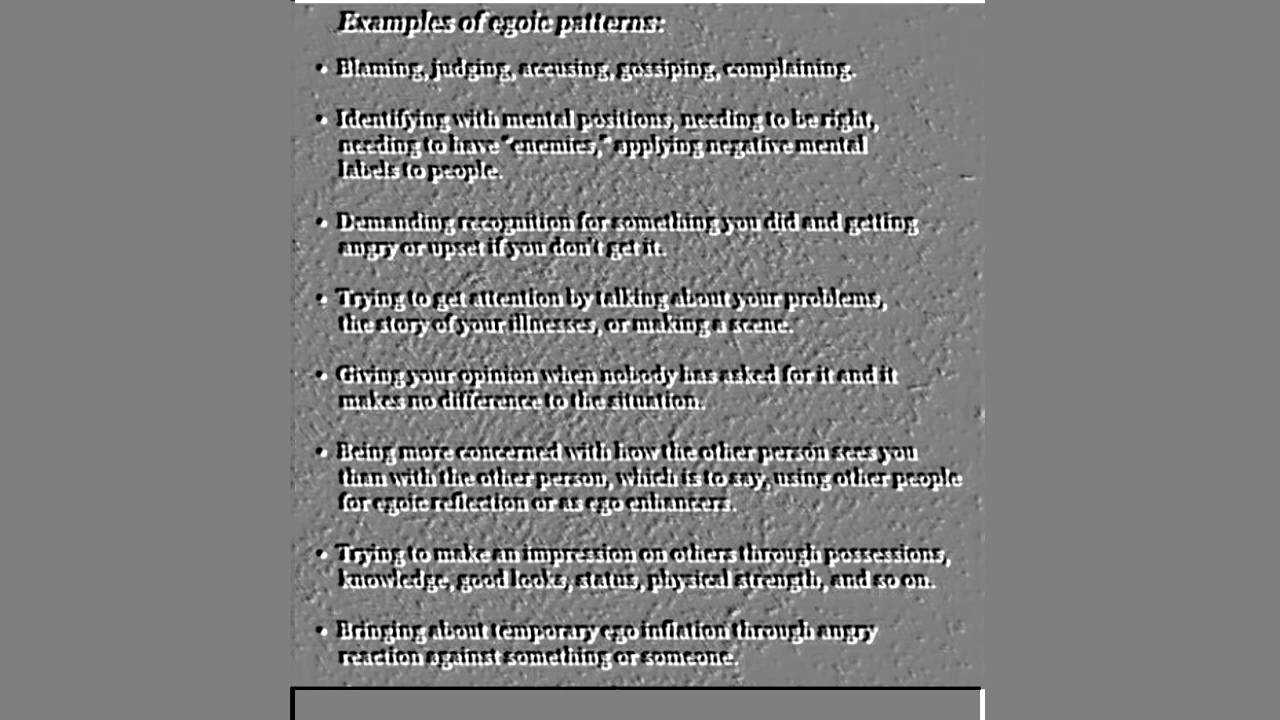 Examples of egoic patterns:
• Blaming, judging, accusing, gossiping, complaining.
• Identifying with mental positions, needing to be right,
needing to have "enemies," applying negative mental
labels to people.
• Demanding recognition for something you did and getting
angry or upset if you don't get it.
• Trying to get attention by talking about your problems,
the story of your illnesses, or making a scene.
• Giving your opinion when nobody has asked for it and it
makes no difference to the situation.
• Being more concerned with how the other person sees you
than with the other person, which is to say, using other people
for egoic reflection or as ego enhancers.
• Trying to make an impression on others through possessions,
knowledge, good looks, status, physical strength, and so on.
• Bringing about temporary ego inflation through angry
reaction against something or someone.